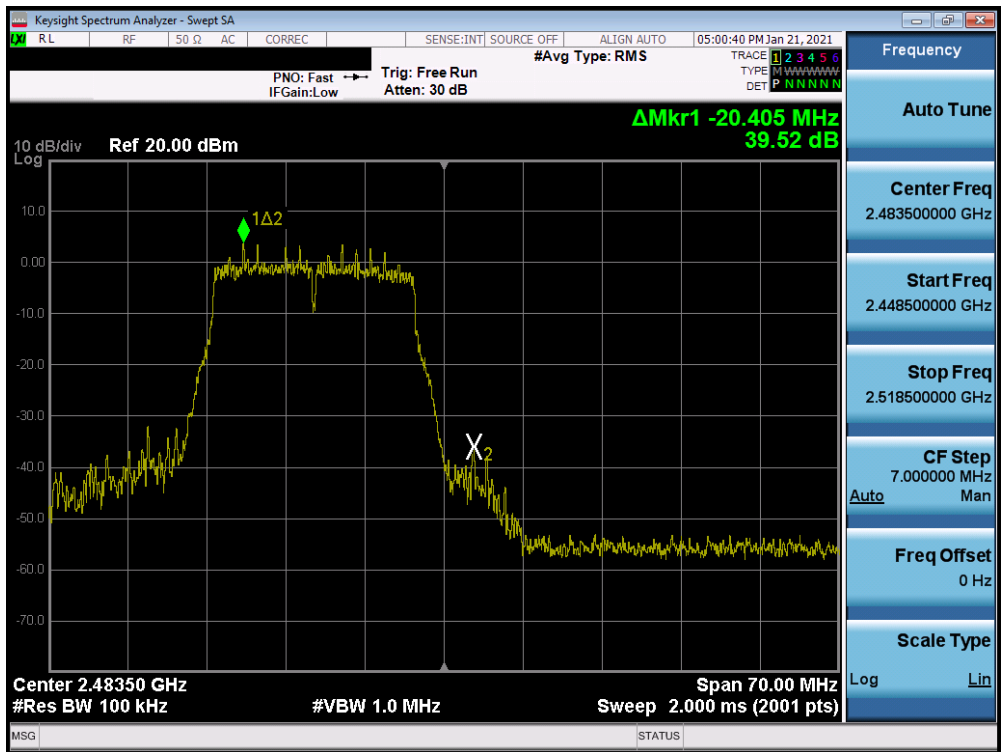 Keysight Spectrum Analyzer - Swept SA
LXI RL RF 50 Ω AC CORREC SENSE:INT SOURCE OFF ALIGN AUTO 05:00:40 PM Jan 21, 2021
#Avg Type: RMS
TRACE 1 2 3 4 5 6
PNO: Fast Trig: Free Run
TYPE M WWWWW
IFGain:Low Atten: 30 dB
DET P N N N N N
ΔMkr1 -20.405 MHz
39.52 dB
10 dB/div Ref 20.00 dBm
Log
10.0
1Δ2
0.00
-10.0
-20.0
-30.0
X2
-40.0
-50.0
-60.0
-70.0
Center 2.48350 GHz Span 70.00 MHz
#Res BW 100 kHz #VBW 1.0 MHz Sweep 2.000 ms (2001 pts)
MSG STATUS
Frequency
Auto Tune
Center Freq
2.483500000 GHz
Start Freq
2.448500000 GHz
Stop Freq
2.518500000 GHz
CF Step
7.000000 MHz
Auto Man
Freq Offset
0 Hz
Scale Type
Log Lin